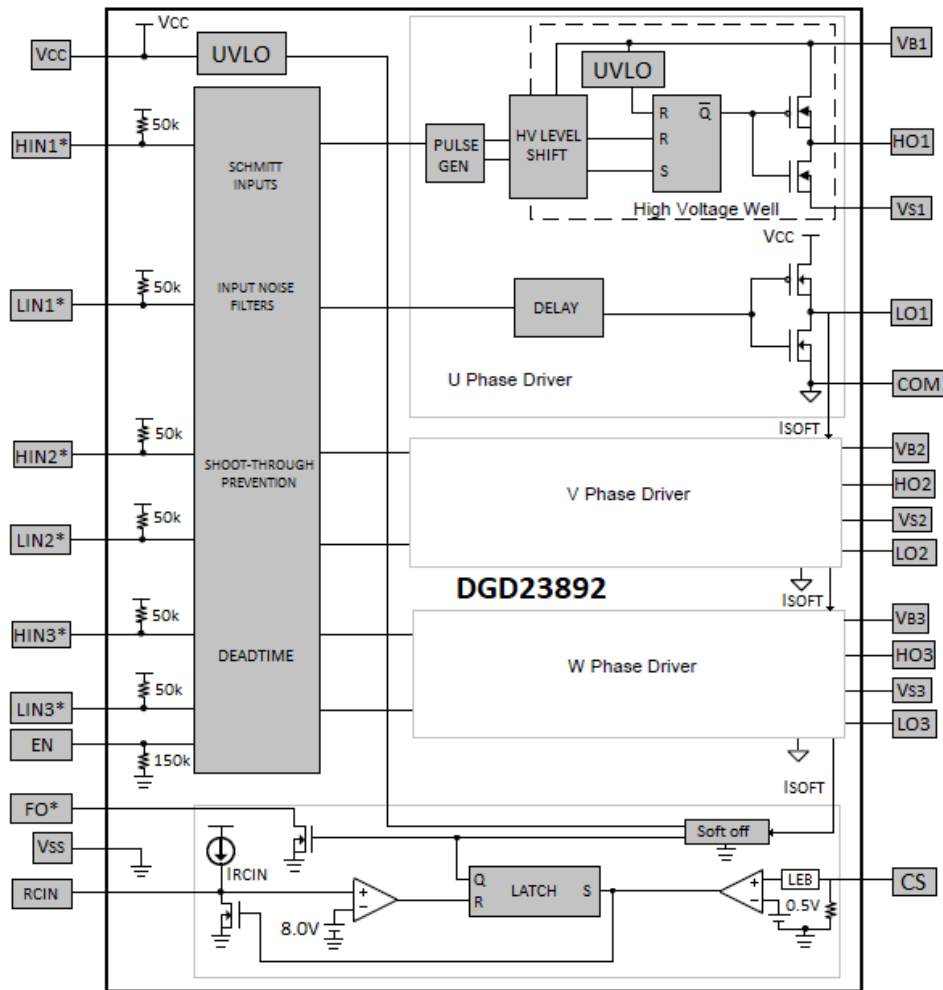 VCC
VCC
UVLO
VB1
UVLO
50k
HIN1*
PULSE
GEN
HV LEVEL
SHIFT
R
Q
R
S
HO1
SCHMITT
INPUTS
High Voltage Well
VS1
VCC
50k
LIN1*
INPUT NOISE
FILTERS
DELAY
LO1
U Phase Driver
COM
ISOFT
50k
HIN2*
SHOOT-THROUGH
PREVENTION
V Phase Driver
VB2
HO2
50k
VS2
LIN2*
LO2
DGD23892
ISOFT
50k
HIN3*
VB3
DEADTIME
W Phase Driver
HO3
50k
VS3
LIN3*
LO3
EN
150k
ISOFT
FO*
Soft off
VSS
IRCIN
RCIN
Q
R
LATCH
S
LEB
CS
0.5V
8.0V